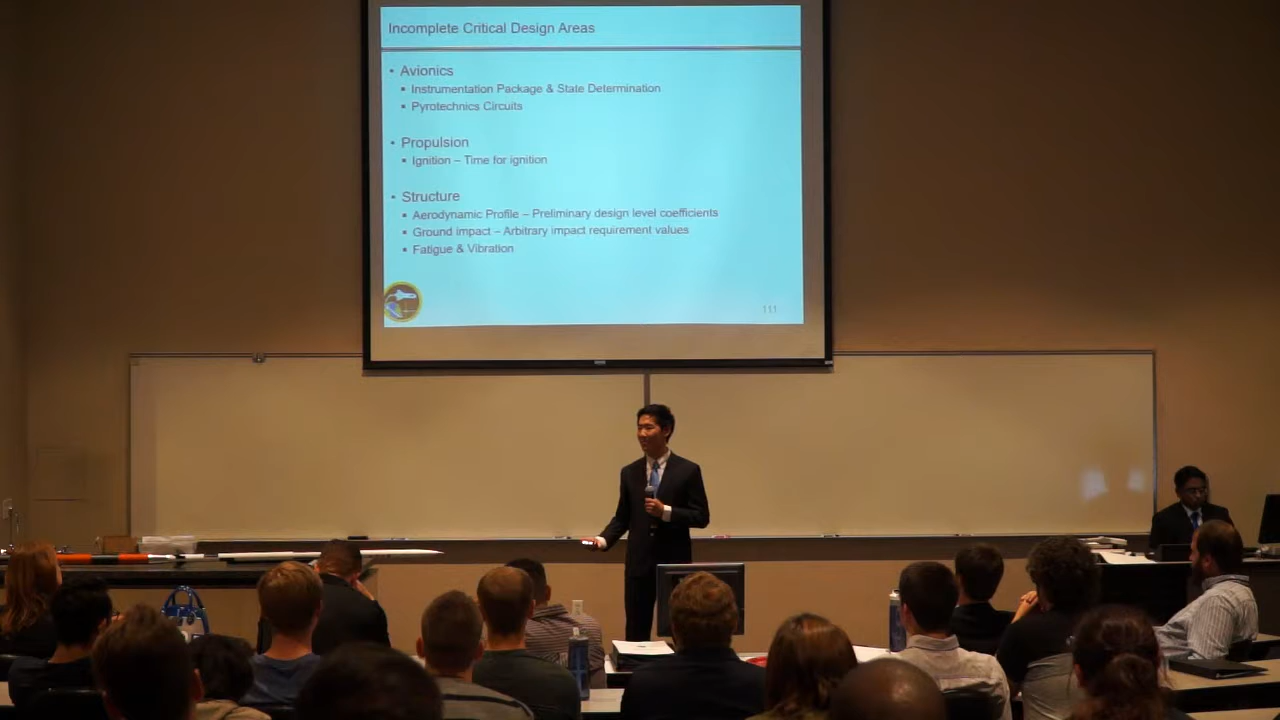 Incomplete Critical Design Areas
• Avionics
▪ Instrumentation Package & State Determination
▪ Pyrotechnics Circuits
• Propulsion
▪ Ignition – Time for ignition
• Structure
▪ Aerodynamic Profile – Preliminary design level coefficients
▪ Ground impact – Arbitrary impact requirement values
▪ Fatigue & Vibration
111